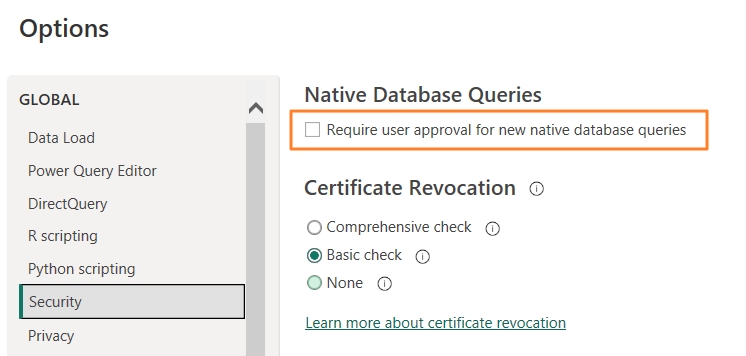 Options
GLOBAL
Data Load
Power Query Editor
DirectQuery
R scripting
Python scripting
Security
Privacy
Native Database Queries
Require user approval for new native database queries
Certificate Revocation
Comprehensive check
Basic check
None
Learn more about certificate revocation